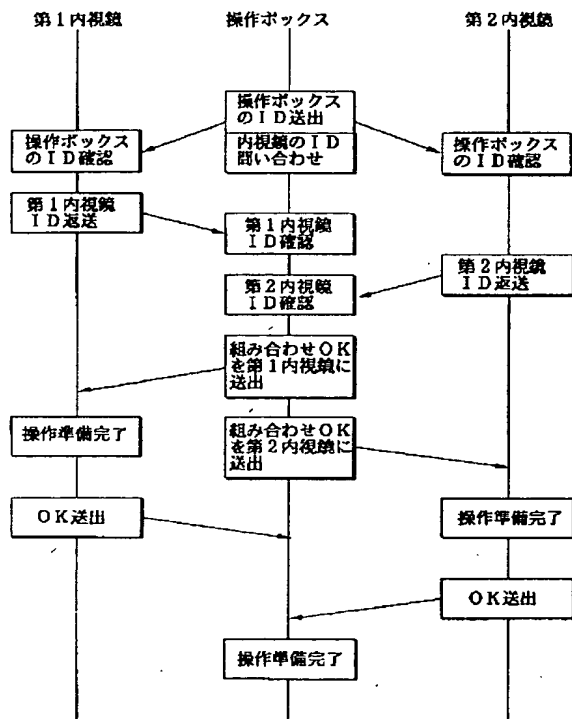 第1内視鏡
操作ボックス
第2内視鏡
操作ボックス
のID送出
内視鏡のID
問い合わせ
操作ボックス
のID確認
操作ボックス
のID確認
第1内視鏡
ID返送
第1内視鏡
ID確認
第2内視鏡
ID返送
第2内視鏡
ID確認
組み合わせOK
を第1内視鏡に
送出
操作準備完了
組み合わせOK
を第2内視鏡に
送出
OK送出
操作準備完了
OK送出
操作準備完了